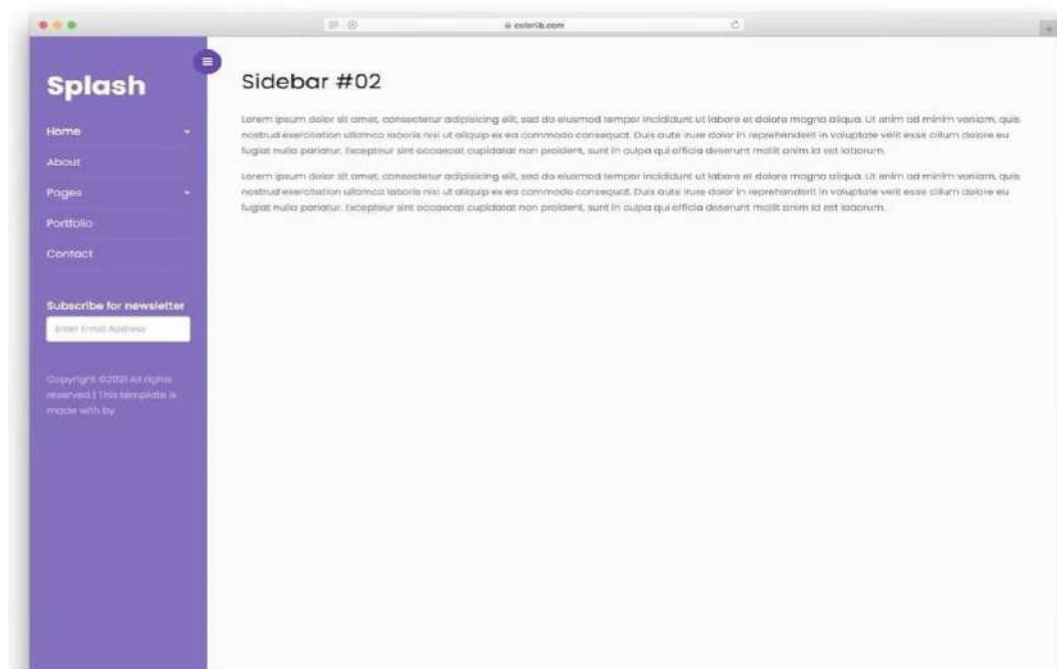 colorlib.com
Splash
Home
About
Pages
Portfolio
Contact
Subscribe for newsletter
Enter Email Address
Copyright ©2021 All rights
reserved | This template is
made with by
Sidebar #02
Lorem ipsum dolor sit amet, consectetur adipisicing elit, sed do eiusmod tempor incididunt ut labore et dolore magna aliqua. Ut enim ad minim veniam, quis
nostrud exercitation ullamco laboris nisi ut aliquip ex ea commodo consequat. Duis aute irure dolor in reprehenderit in voluptate velit esse cillum dolore eu
fugiat nulla pariatur. Excepteur sint occaecat cupidatat non proident, sunt in culpa qui officia deserunt mollit anim id est laborum.
Lorem ipsum dolor sit amet, consectetur adipisicing elit, sed do eiusmod tempor incididunt ut labore et dolore magna aliqua. Ut enim ad minim veniam, quis
nostrud exercitation ullamco laboris nisi ut aliquip ex ea commodo consequat. Duis aute irure dolor in reprehenderit in voluptate velit esse cillum dolore eu
fugiat nulla pariatur. Excepteur sint occaecat cupidatat non proident, sunt in culpa qui officia deserunt mollit anim id est laborum.